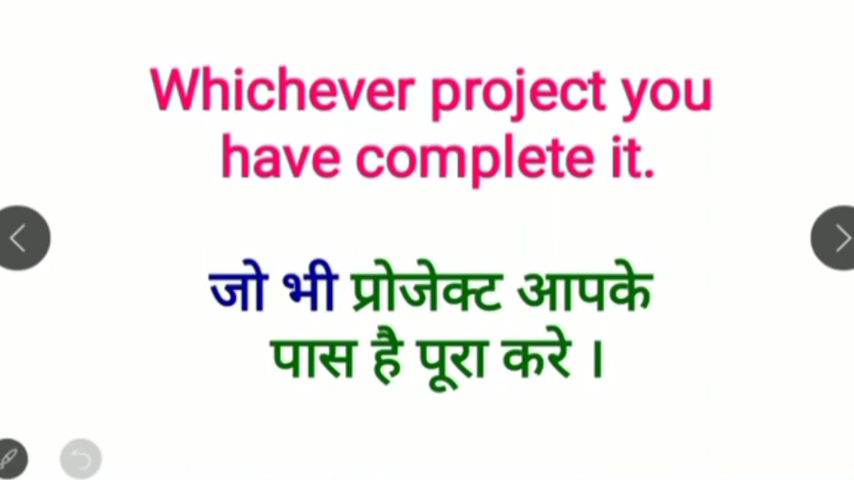 Whichever project you
have complete it.
जो भी प्रोजेक्ट आपके
पास है पूरा करे ।